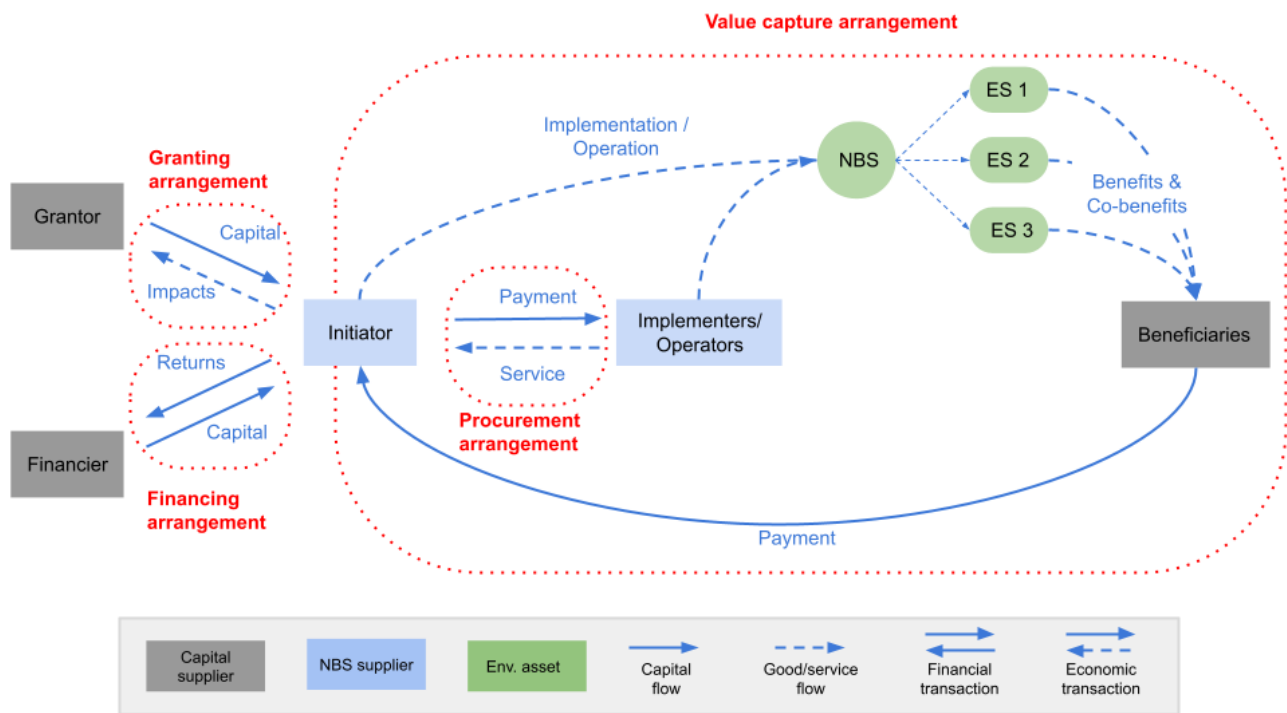 Value capture arrangement
ES 1
Implementation /
Operation
Granting
arrangement
NBS
ES 2
Benefits &
Co-benefits
Grantor
Capital
ES 3
Impacts
Payment
Initiator
Implementers/
Operators
Beneficiaries
Returns
Service
Procurement
arrangement
Capital
Financier
Financing
arrangement
Payment
Capital
supplier
NBS supplier
Env. asset
Capital
flow
Good/service
flow
Financial
transaction
Economic
transaction